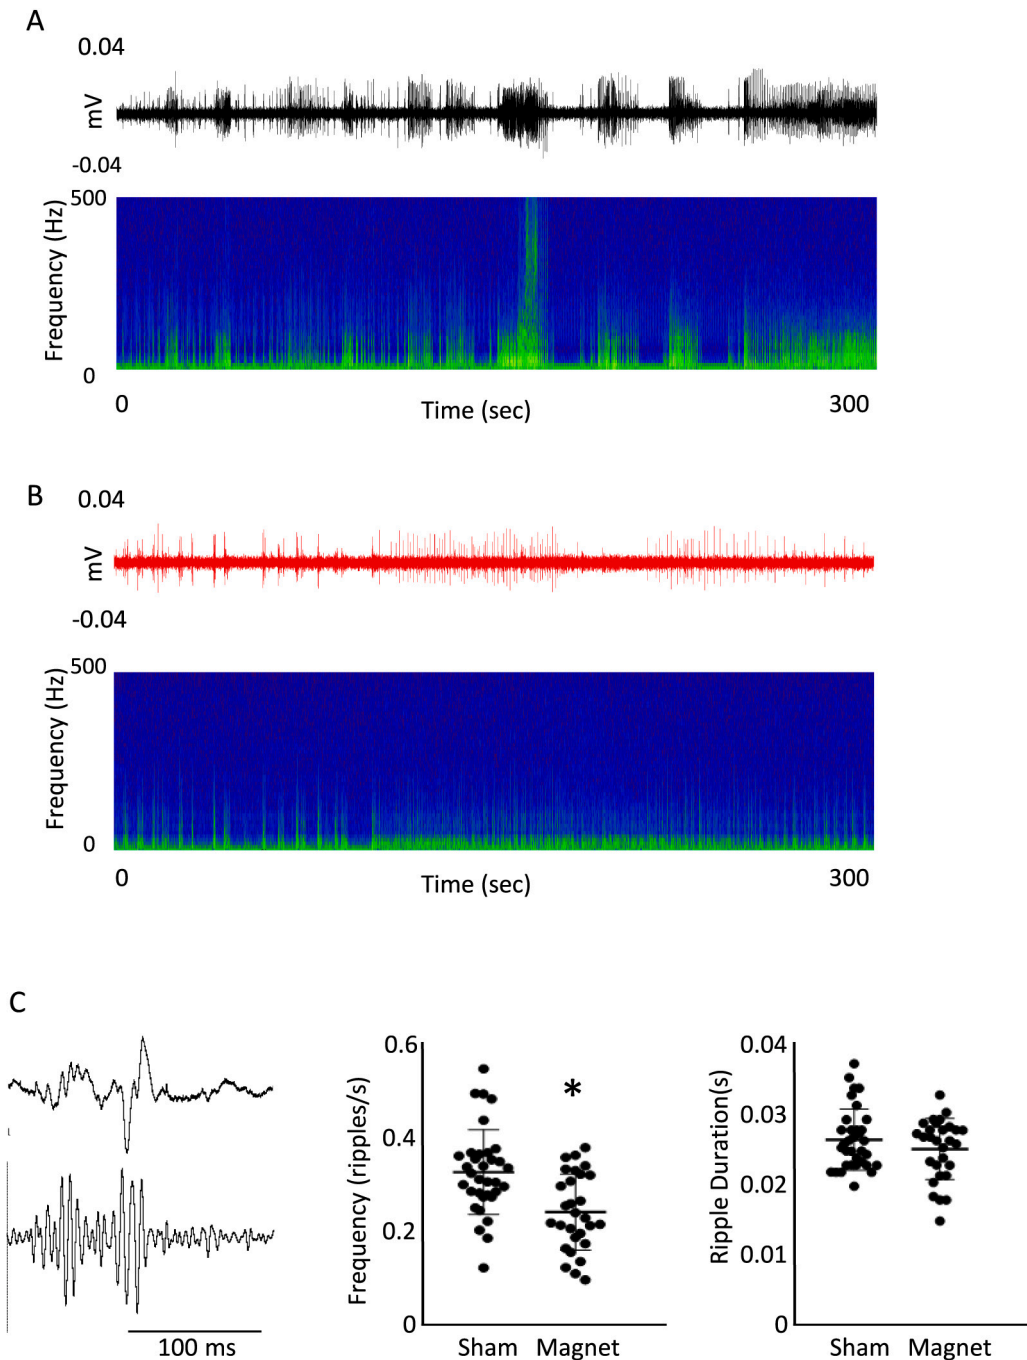 A
0.04
mV
-0.04
500
Frequency (Hz)
0
0
300
Time (sec)
B
0.04
mV
-0.04
500
Frequency (Hz)
0
0
300
Time (sec)
C
100 ms
0.6
0.4
0.2
0
Frequency (ripples/s)
*
Sham Magnet
0.04
0.03
0.02
0.01
0
Ripple Duration(s)
Sham Magnet